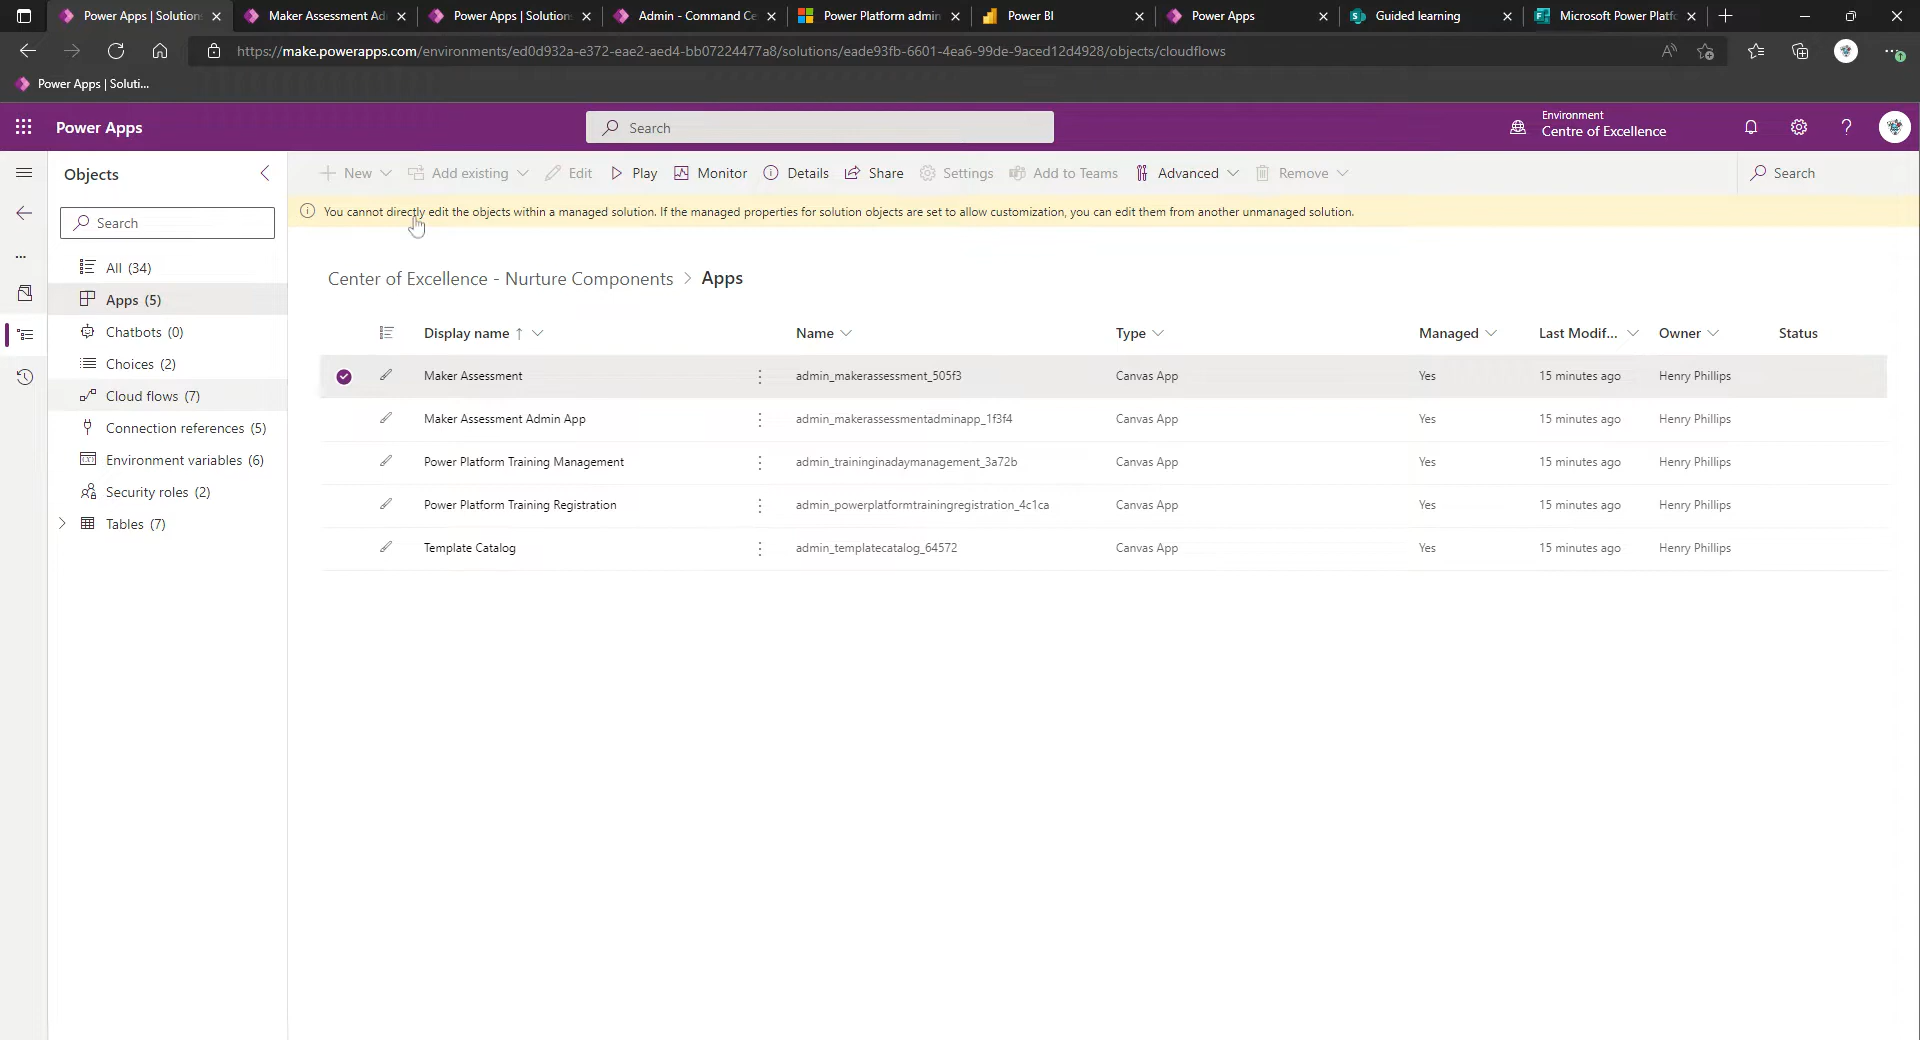 Power Apps | Solutions
Maker Assessment Ad
Power Apps | Solutions
Admin - Command Ce
Power Platform admin
Power BI
Power Apps
Guided learning
Microsoft Power Platf
https://make.powerapps.com/environments/ed0d932a-e372-eae2-aed4-bb07224477a8/solutions/eade93fb-6601-4ea6-99de-9aced12d4928/objects/cloudflows
Power Apps | Soluti...
Power Apps
Search
Environment
Centre of Excellence
Objects
New
Add existing
Edit
Play
Monitor
Details
Share
Settings
Add to Teams
Advanced
Remove
Search
You cannot directly edit the objects within a managed solution. If the managed properties for solution objects are set to allow customization, you can edit them from another unmanaged solution.
Search
All (34)
Apps (5)
Chatbots (0)
Choices (2)
Cloud flows (7)
Connection references (5)
Environment variables (6)
Security roles (2)
Tables (7)
Center of Excellence - Nurture Components > Apps
Display name ↑ Name Type Managed Last Modif... Owner Status
Maker Assessment admin_makerassessment_505f3 Canvas App Yes 15 minutes ago Henry Phillips
Maker Assessment Admin App admin_makerassessmentadminapp_1f3f4 Canvas App Yes 15 minutes ago Henry Phillips
Power Platform Training Management admin_traininginadaymanagement_3a72b Canvas App Yes 15 minutes ago Henry Phillips
Power Platform Training Registration admin_powerplatformtrainingregistration_4c1ca Canvas App Yes 15 minutes ago Henry Phillips
Template Catalog admin_templatecatalog_64572 Canvas App Yes 15 minutes ago Henry Phillips